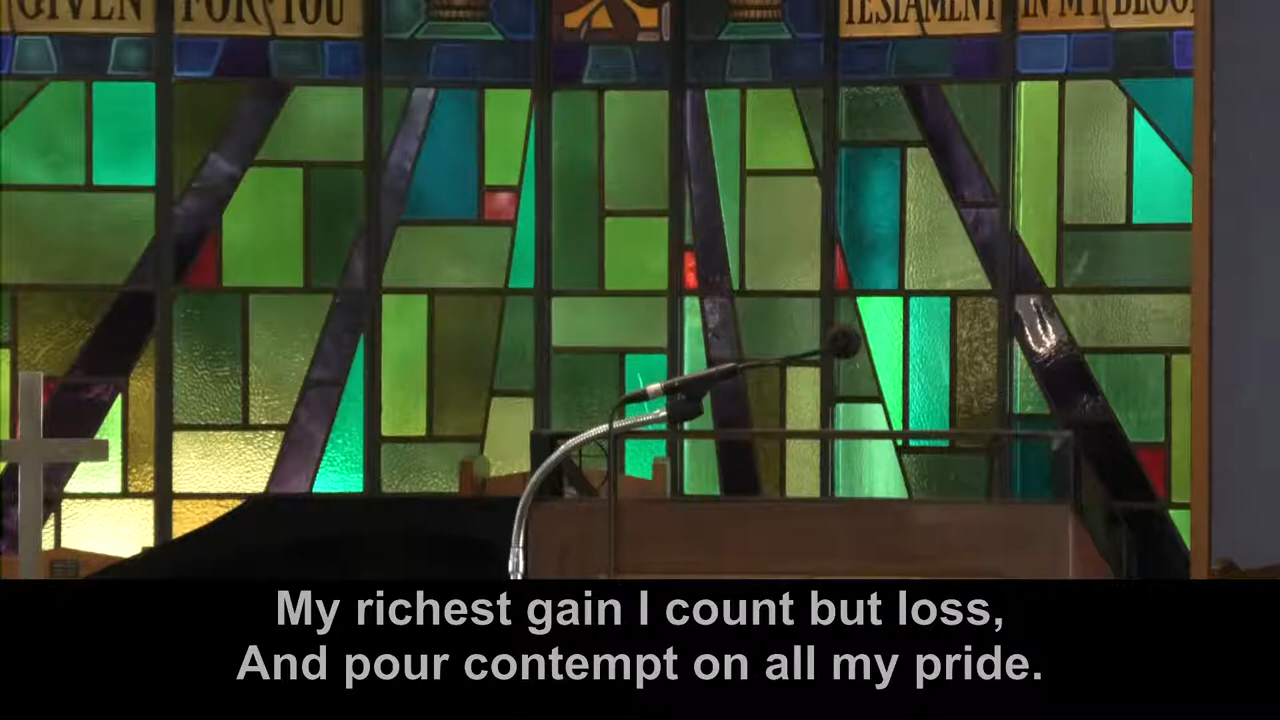 GIVEN FOR YOU
TESTAMENT IN MY BLOOD
My richest gain I count but loss,
And pour contempt on all my pride.